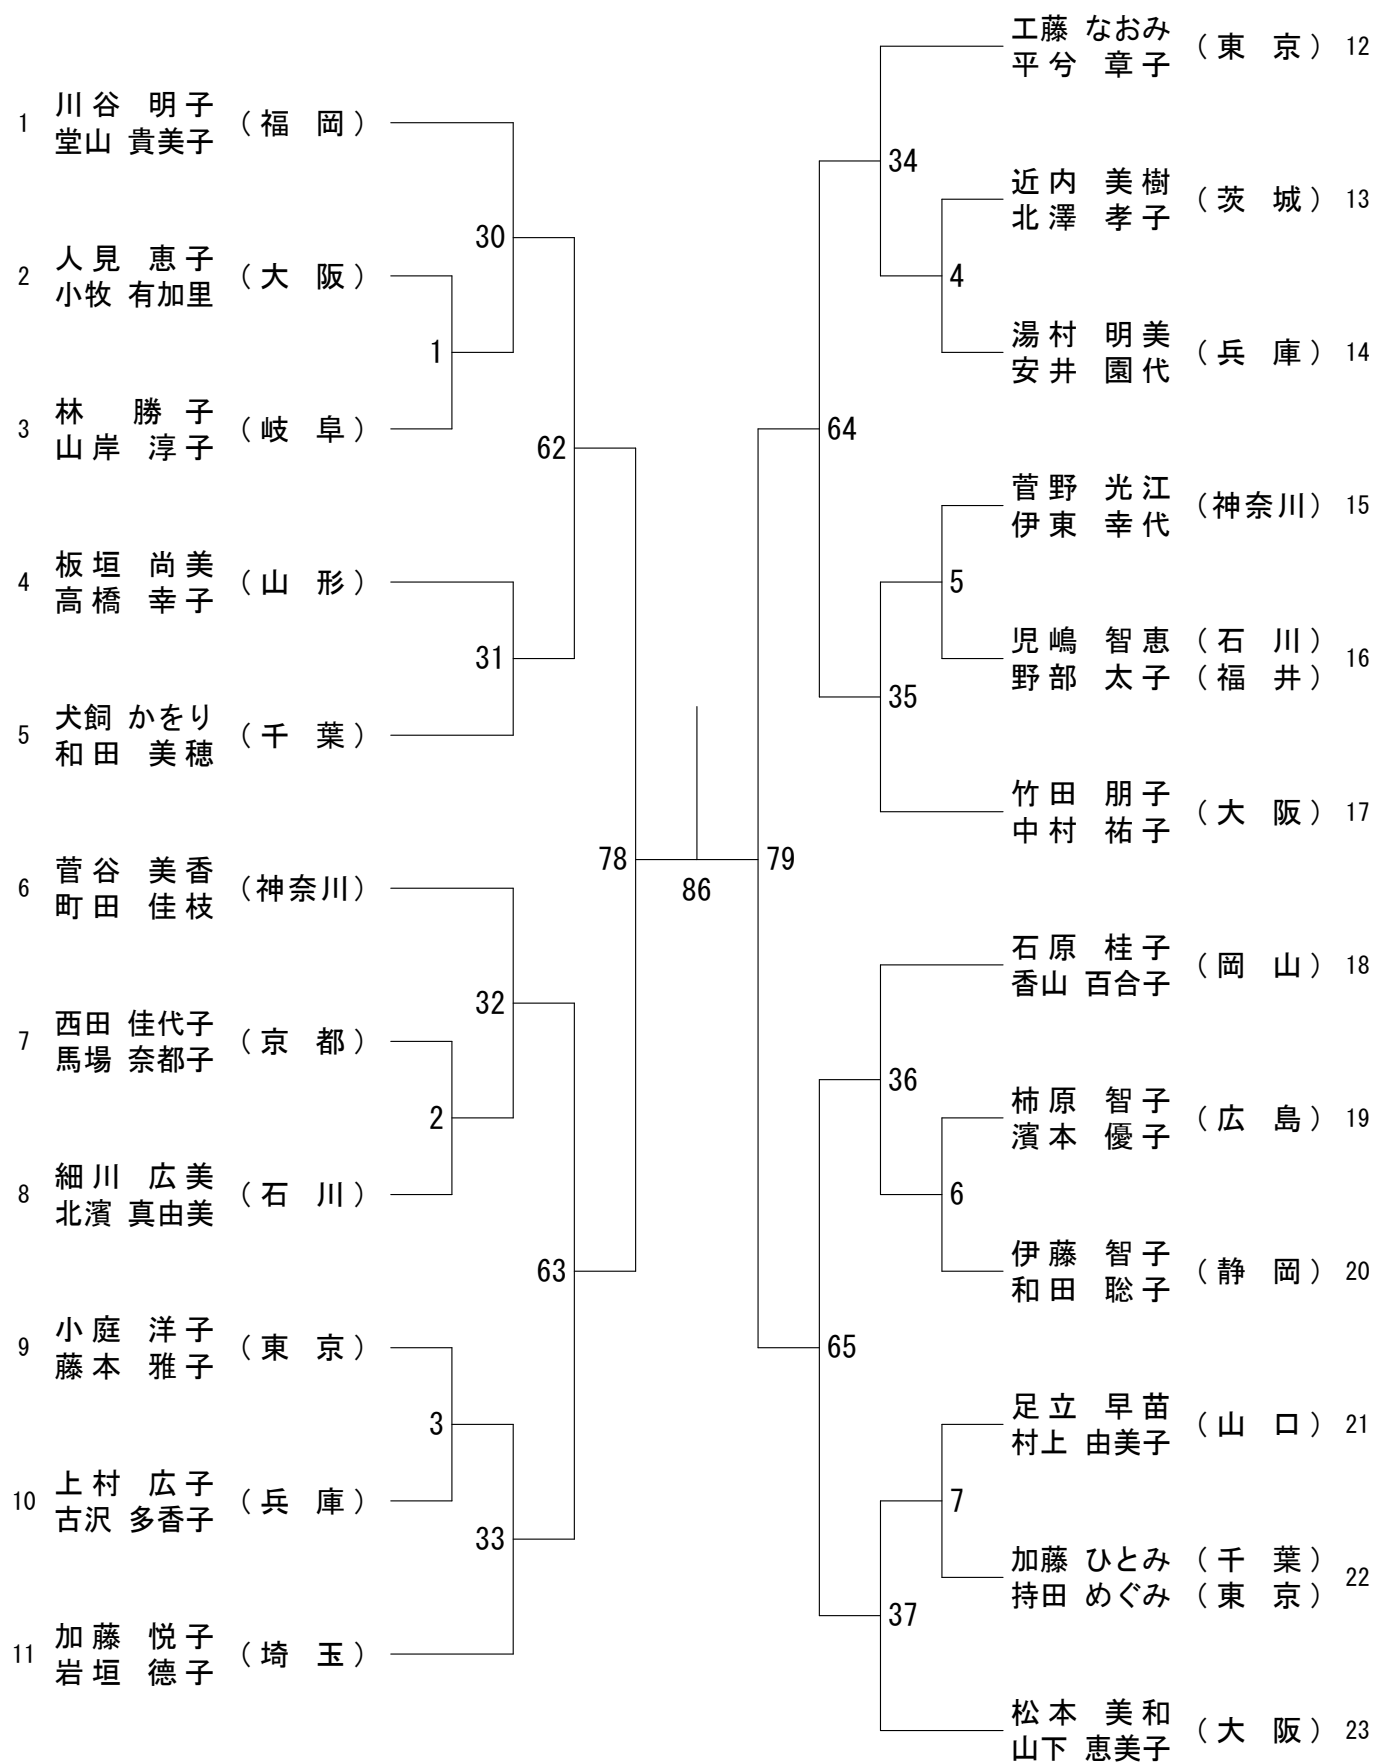 1 川谷 明子 堂山 貴美子 (福岡)
2 人見 恵子 小牧 有加里 (大阪)
3 林 勝子 山岸 淳子 (岐阜)
4 板垣 尚美 高橋 幸子 (山形)
5 犬飼 かをり 和田 美穂 (千葉)
6 菅谷 美香 町田 佳枝 (神奈川)
7 西田 佳代子 馬場 奈都子 (京都)
8 細川 広美 北濱 真由美 (石川)
9 小庭 洋子 藤本 雅子 (東京)
10 上村 広子 古沢 多香子 (兵庫)
11 加藤 悦子 岩垣 德子 (埼玉)
30
1
62
31
78
32
2
63
3
33
86
79
34
4
64
5
35
36
6
65
7
37
工藤 なおみ 平兮 章子 (東京) 12
近内 美樹 北澤 孝子 (茨城) 13
湯村 明美 安井 園代 (兵庫) 14
菅野 光江 伊東 幸代 (神奈川) 15
児嶋 智恵 (石川) 野部 太子 (福井) 16
竹田 朋子 中村 祐子 (大阪) 17
石原 桂子 香山 百合子 (岡山) 18
柿原 智子 濱本 優子 (広島) 19
伊藤 智子 和田 聡子 (静岡) 20
足立 早苗 村上 由美子 (山口) 21
加藤 ひとみ (千葉) 持田 めぐみ (東京) 22
松本 美和 山下 恵美子 (大阪) 23